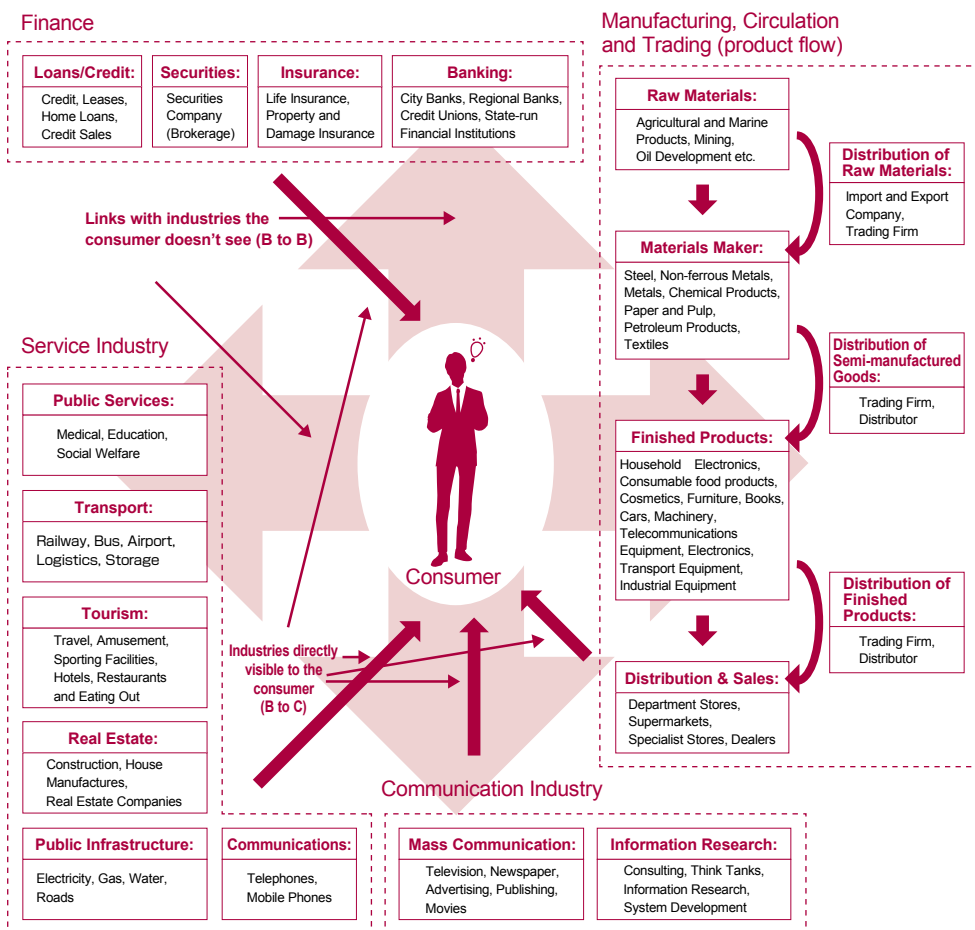 Finance
Loans/Credit:
Credit, Leases,
Home Loans,
Credit Sales
Securities:
Securities
Company
(Brokerage)
Insurance:
Life Insurance,
Property and
Damage Insurance
Banking:
City Banks, Regional Banks,
Credit Unions, State-run
Financial Institutions
Manufacturing, Circulation
and Trading (product flow)
Raw Materials:
Agricultural and Marine
Products, Mining,
Oil Development etc.
Distribution of
Raw Materials:
Import and Export
Company,
Trading Firm
Materials Maker:
Steel, Non-ferrous Metals,
Metals, Chemical Products,
Paper and Pulp,
Petroleum Products,
Textiles
Distribution of
Semi-manufactured
Goods:
Trading Firm,
Distributor
Finished Products:
Household Electronics,
Consumable food products,
Cosmetics, Furniture, Books,
Cars, Machinery,
Telecommunications
Equipment, Electronics,
Transport Equipment,
Industrial Equipment
Distribution of
Finished
Products:
Trading Firm,
Distributor
Distribution & Sales:
Department Stores,
Supermarkets,
Specialist Stores, Dealers
Links with industries the
consumer doesn't see (B to B)
Consumer
Industries directly
visible to the
consumer
(B to C)
Service Industry
Public Services:
Medical, Education,
Social Welfare
Transport:
Railway, Bus, Airport,
Logistics, Storage
Tourism:
Travel, Amusement,
Sporting Facilities,
Hotels, Restaurants
and Eating Out
Real Estate:
Construction, House
Manufactures,
Real Estate Companies
Public Infrastructure:
Electricity, Gas, Water,
Roads
Communications:
Telephones,
Mobile Phones
Communication Industry
Mass Communication:
Television, Newspaper,
Advertising, Publishing,
Movies
Information Research:
Consulting, Think Tanks,
Information Research,
System Development